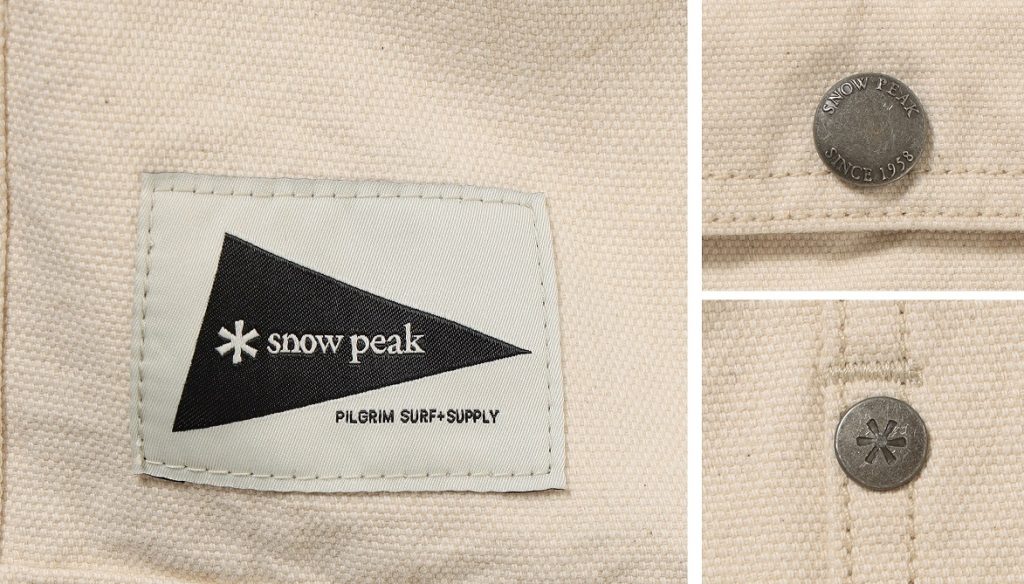 snow peak
PILGRIM SURF+SUPPLY
SNOW PEAK
SINCE 1958